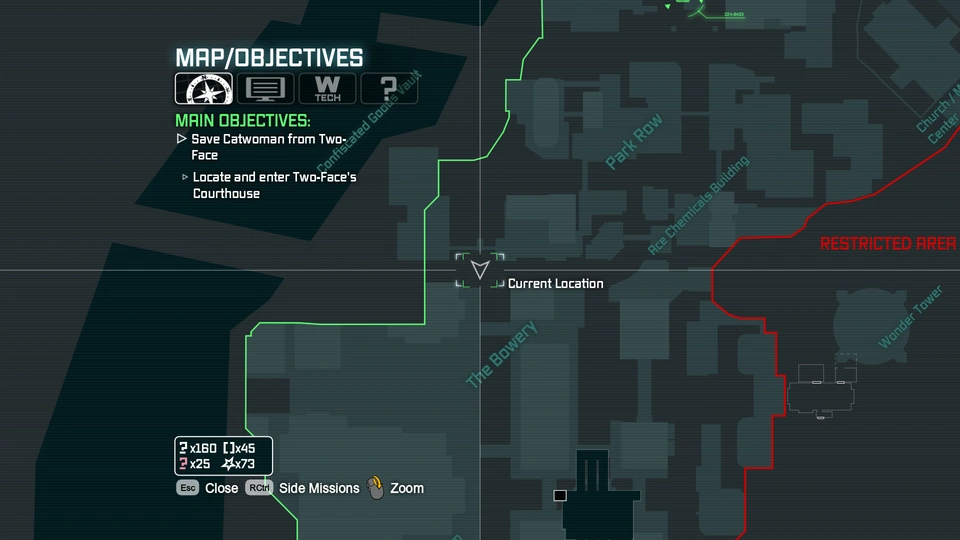 MAP/OBJECTIVES
W
TECH
?
MAIN OBJECTIVES:
Save Catwoman from Two-
Face
Locate and enter Two-Face's
Courthouse
Confiscated Goods Vault
Park Row
Ace Chemicals Building
Church / M
Center
RESTRICTED AREA
Wonder Tower
Current Location
The Bowery
?x160 []x45
?x25 x73
Esc Close RCtrl Side Missions Zoom